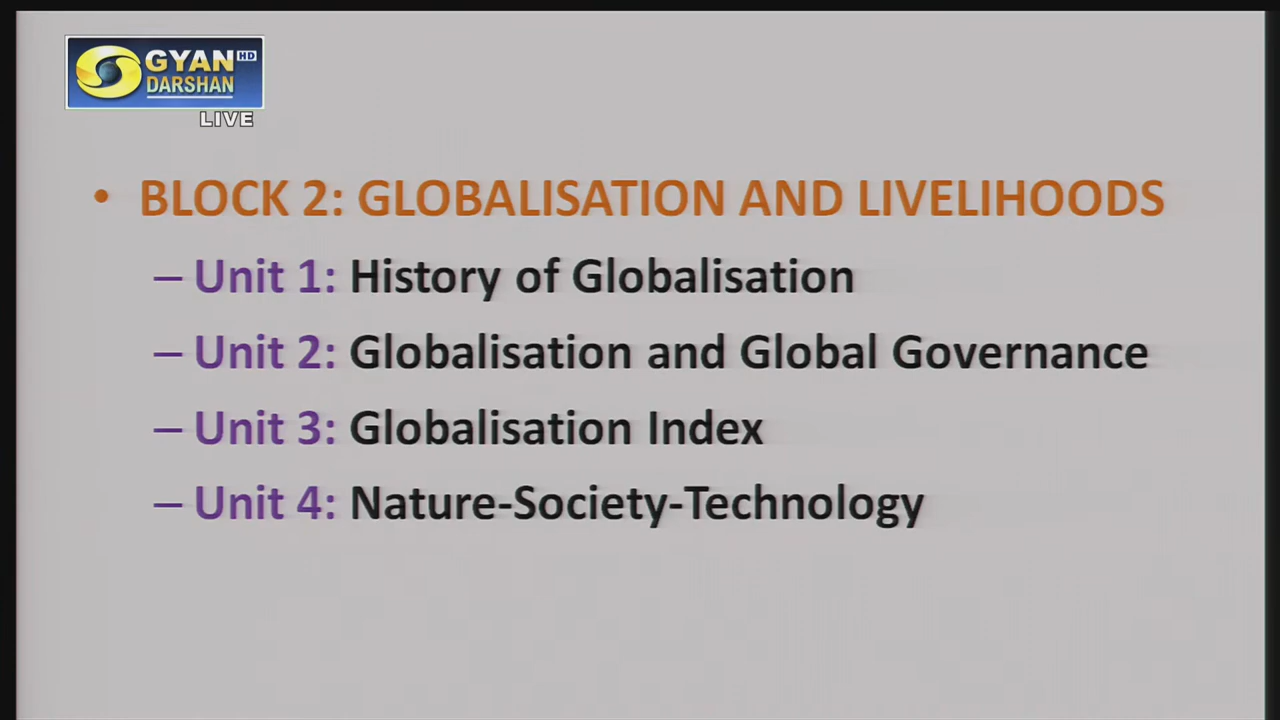 GYAN HD
DARSHAN
LIVE
• BLOCK 2: GLOBALISATION AND LIVELIHOODS
– Unit 1: History of Globalisation
– Unit 2: Globalisation and Global Governance
– Unit 3: Globalisation Index
– Unit 4: Nature-Society-Technology